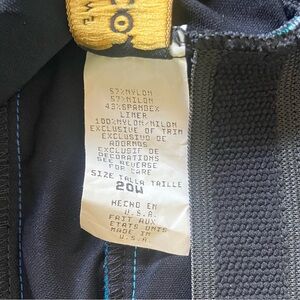 57%NYLON
57%NILON
43%SPANDEX
LINER
100%NYLON/NILON
EXCLUSIVE OF TRIM
EXCLUSIVO DE
ADORNOS
EXCLUSIF DE
DECORATIONS
SEE REVERSE
FOR CARE
SIZE TALLA TAILLE
20W
HECHO EN
U.S.A.
FAIT AUX
ETATS UNIS
MADE IN
U.S.A.